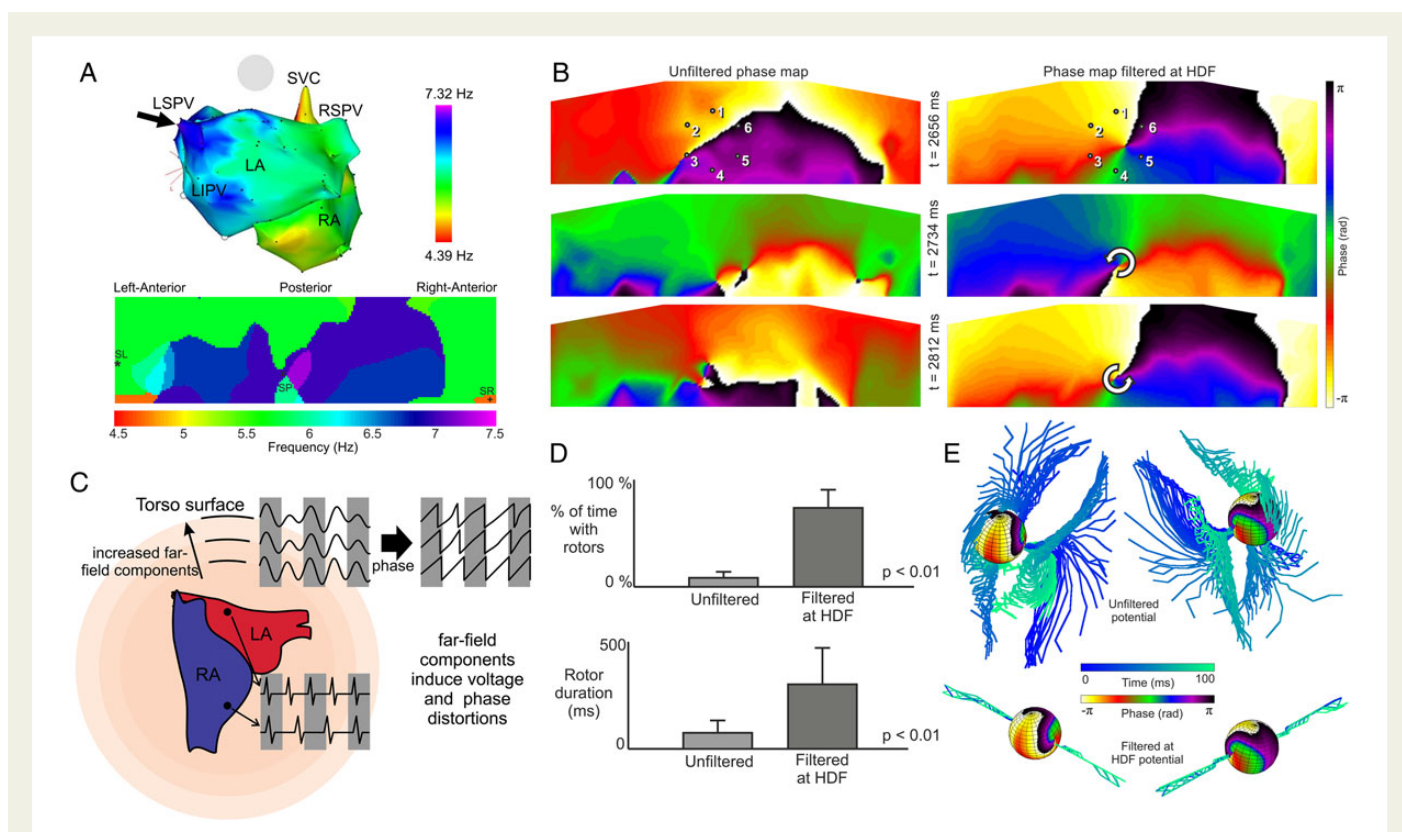 A
LSPV
SVC
RSPV
LA
LIPV
RA
7.32 Hz
4.39 Hz
Left-Anterior
Posterior
Right-Anterior
SL
*
SP
SR
+
4.5
5
5.5
6
6.5
7
7.5
Frequency (Hz)
B
Unfiltered phase map
Phase map filtered at HDF
1
2
3
4
5
6
1
2
3
4
5
6
t = 2656 ms
t = 2734 ms
t = 2812 ms
π
Phase (rad)
-π
C
Torso surface
increased far-
field components
phase
LA
RA
far-field
components
induce voltage
and phase
distortions
D
100 %
% of time with
rotors
0 %
Unfiltered
Filtered
at HDF
p < 0.01
500
Rotor
duration
(ms)
0
Unfiltered
Filtered
at HDF
p < 0.01
E
Unfiltered
potential
0
Time (ms)
100
-π
Phase (rad)
π
Filtered at
HDF potential